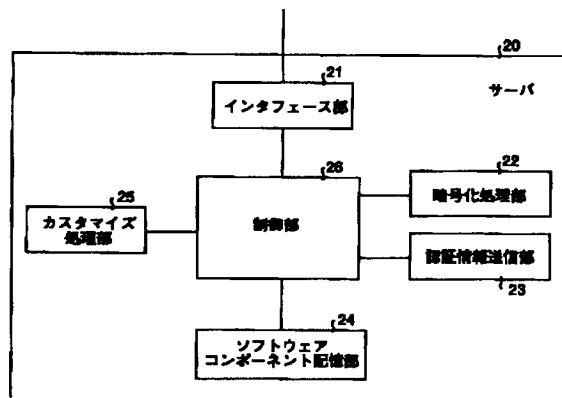 20
サーバ
21
インタフェース部
26
制御部
22
暗号化処理部
25
カスタマイズ
処理部
認証情報送信部
23
24
ソフトウェア
コンポーネント記憶部